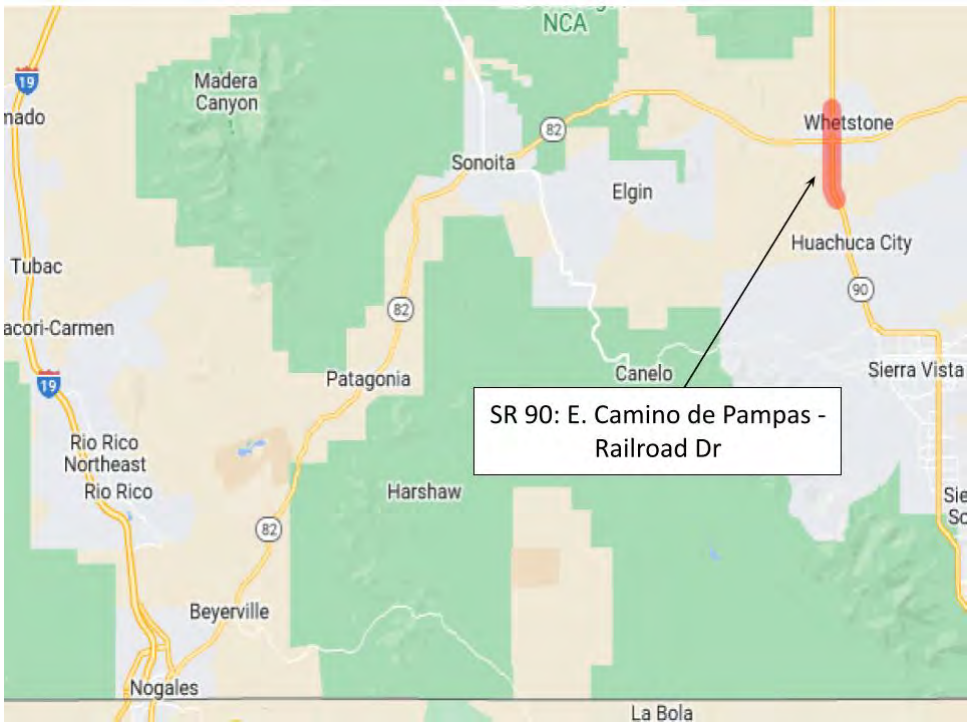 NCA
19
Madera
Canyon
mado
Whetstone
82
Sonoita
Elgin
Huachuca City
Tubac
90
82
acori-Carmen
Sierra Vista
Patagonia
Canelo
19
SR 90: E. Camino de Pampas -
Railroad Dr
Rio Rico
Northeast
Rio Rico
Harshaw
Sie
So
82
Beyerville
Nogales
La Bola